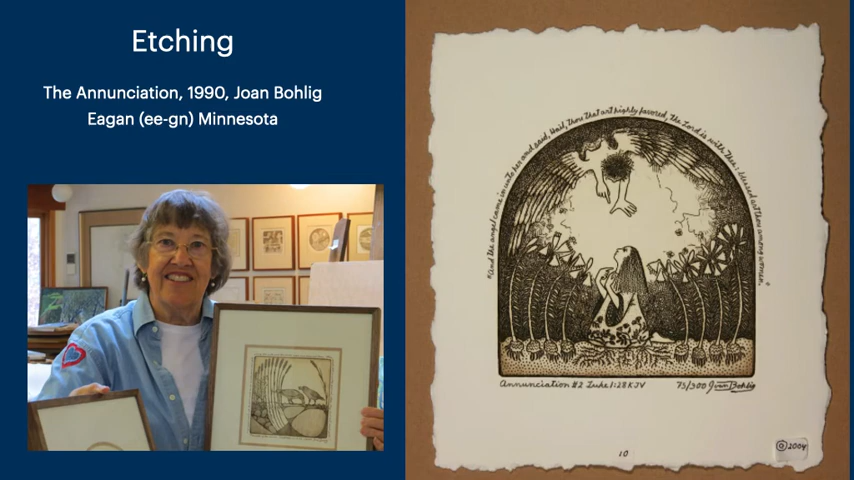 Etching
The Annunciation, 1990, Joan Bohlig
Eagan (ee-gn) Minnesota
"And the angel came in unto her and said, Hail, thou that art highly favored, the Lord is with Thee: blessed art thou among women."
Annunciation #2 Luke 1:28 KJV 73/300 Joan Bohlig
10
©2004